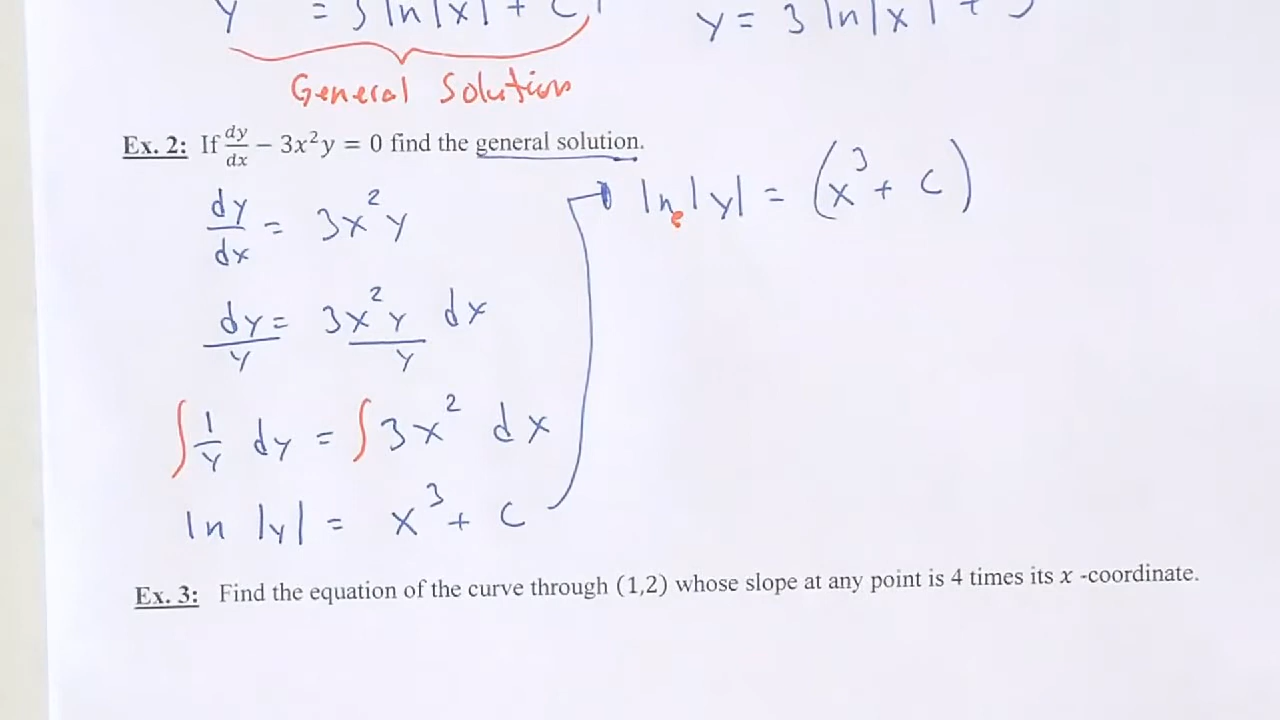 y = 3 ln|x| + C
y = 3 ln|x| +
General Solution
Ex. 2: If dy/dx − 3x²y = 0 find the general solution.
dy/dx = 3x²y
dy/y = 3x²y/y dx
∫ 1/y dy = ∫ 3x² dx
ln |y| = x³ + C
lnₑ|y| = (x³ + C)
Ex. 3: Find the equation of the curve through (1,2) whose slope at any point is 4 times its x -coordinate.